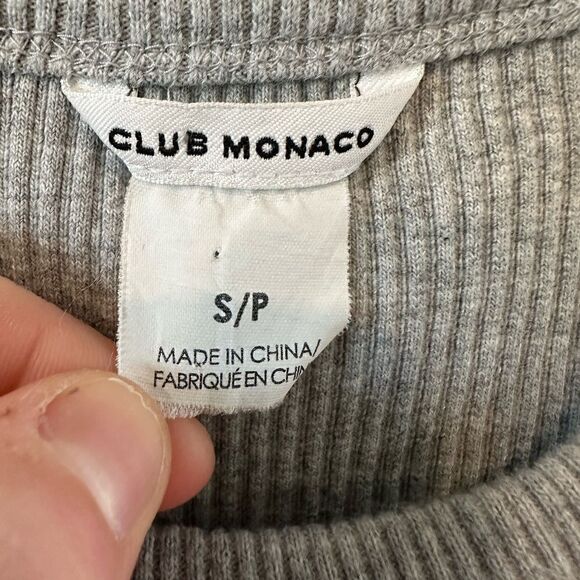 CLUB MONACO
S/P
MADE IN CHINA/
FABRIQUÉ EN CHIN